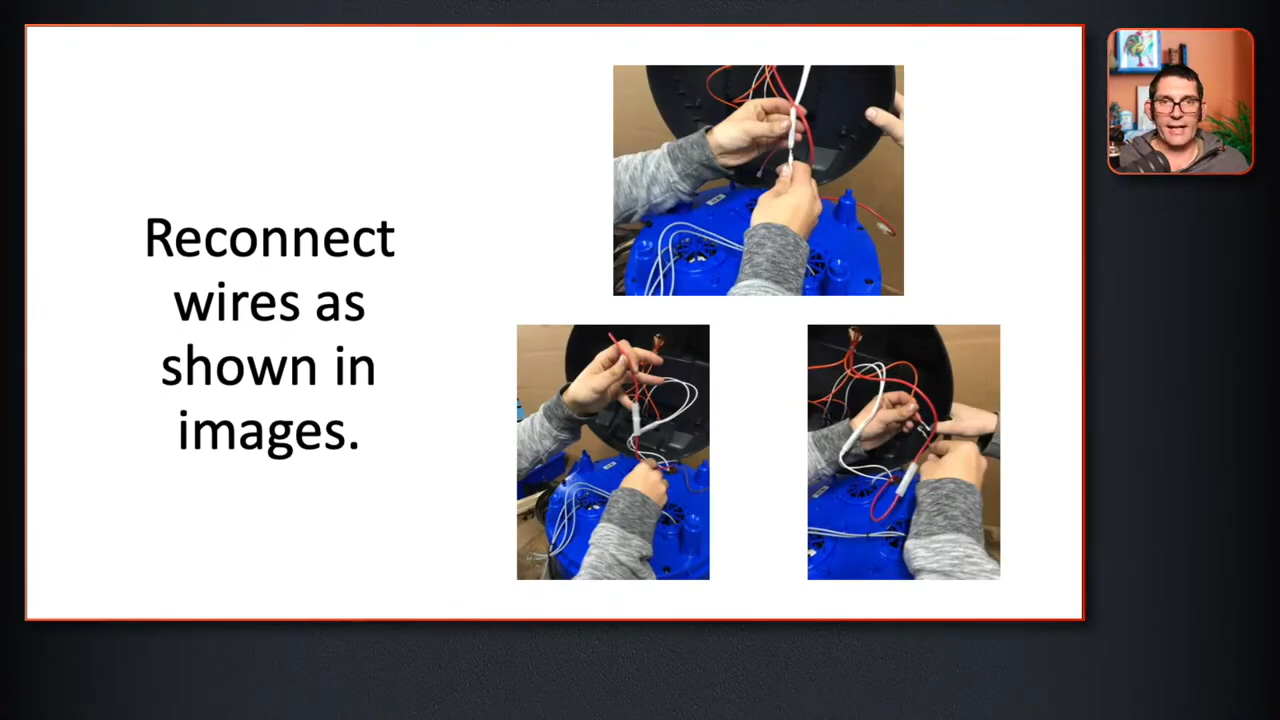 Reconnect
wires as
shown in
images.